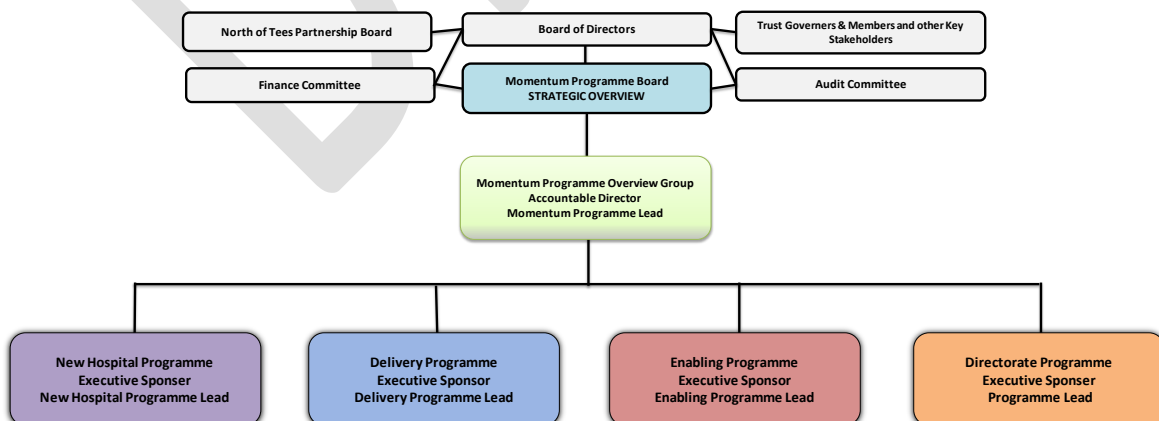 North of Tees Partnership Board
Board of Directors
Trust Governers & Members and other Key
Stakeholders
Finance Committee
Momentum Programme Board
STRATEGIC OVERVIEW
Audit Committee
Momentum Programme Overview Group
Accountable Director
Momentum Programme Lead
New Hospital Programme
Executive Sponser
New Hospital Programme Lead
Delivery Programme
Executive Sponsor
Delivery Programme Lead
Enabling Programme
Executive Sponsor
Enabling Programme Lead
Directorate Programme
Executive Sponser
Programme Lead